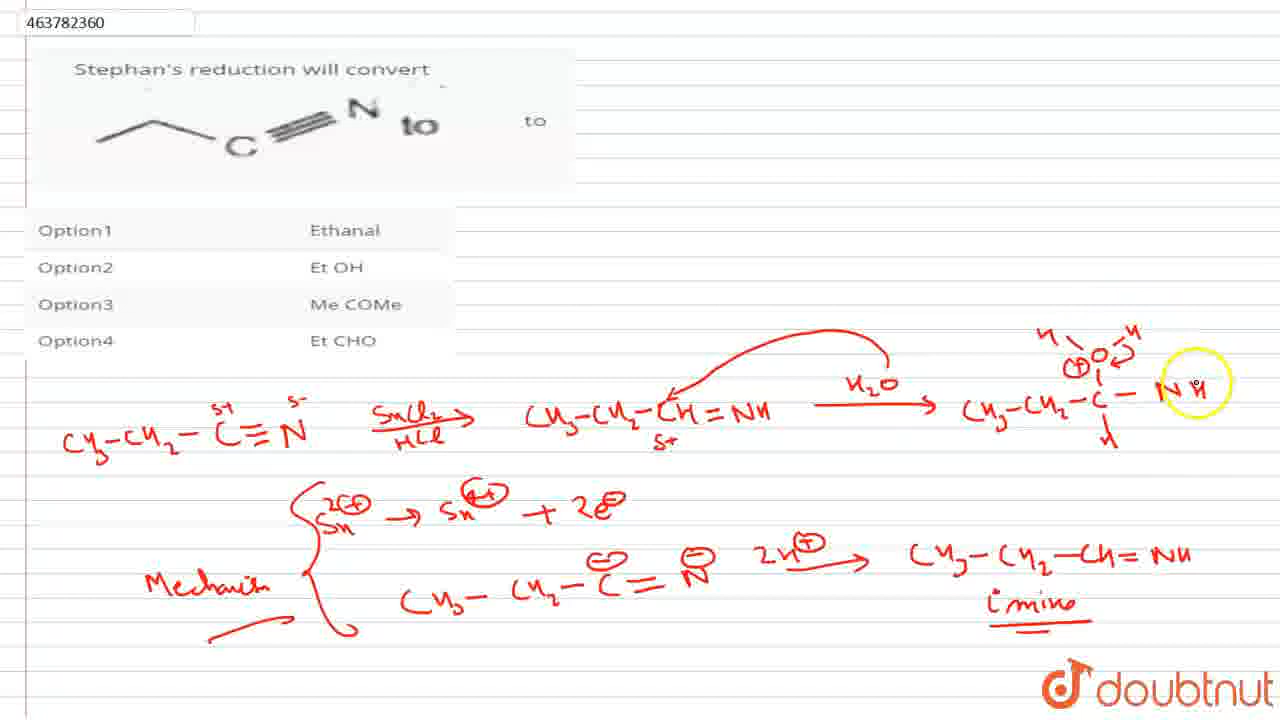 463782360
Stephan's reduction will convert
C≡N to to
Option1 Ethanal
Option2 Et OH
Option3 Me COMe
Option4 Et CHO
H H
O
⊕
δ+ δ-
CH3-CH2-C≡N SnCl2 HCl CH3-CH2-CH=NH H2O CH3-CH2-C-NH
δ+ H
Sn2⊕ → Sn4+ + 2e⊖
Mechanism
CH3-CH2-C⊖=N⊖ 2H⊕ CH3-CH2-CH=NH
imine
doubtnut